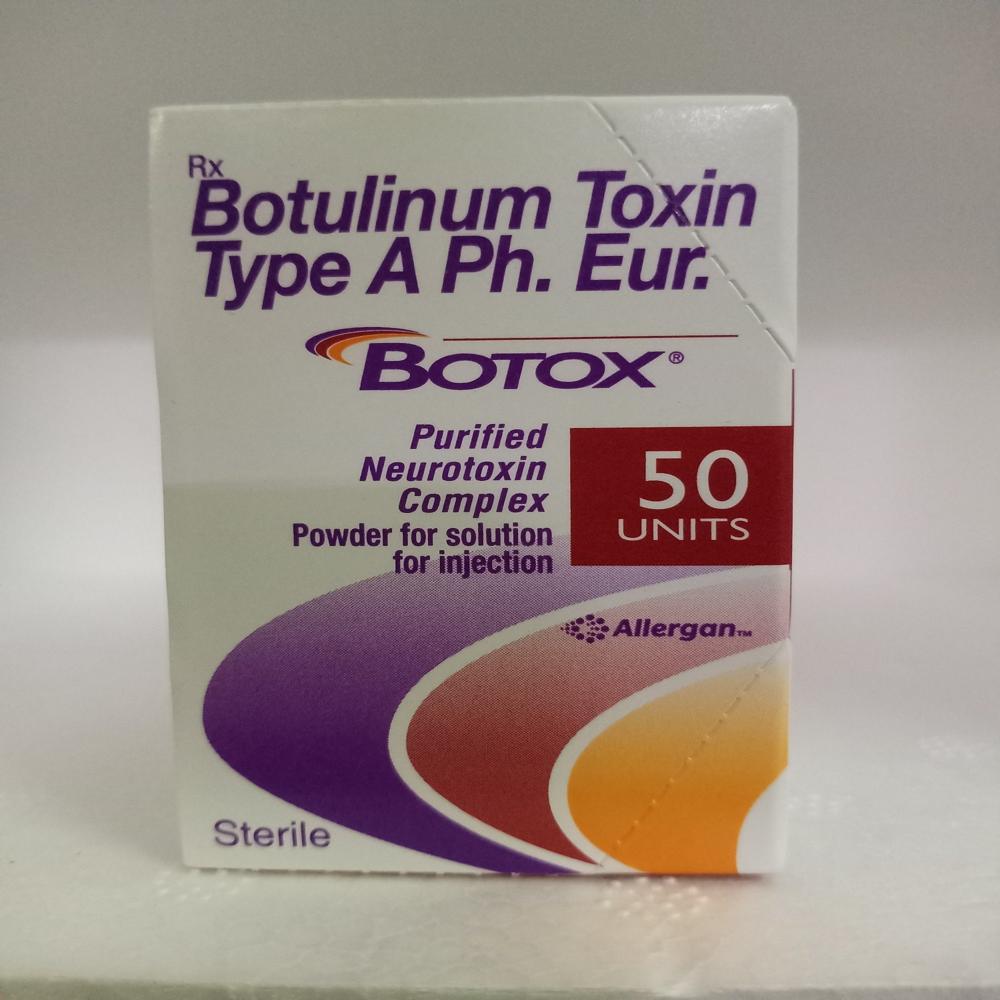 Rx
Botulinum Toxin
Type A Ph. Eur.
BOTOX®
Purified
Neurotoxin
Complex
Powder for solution
for injection
50
UNITS
Allergan™
Sterile